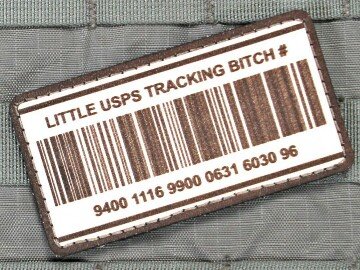 LITTLE USPS TRACKING BITCH #
9400 1116 9900 0631 6030 96